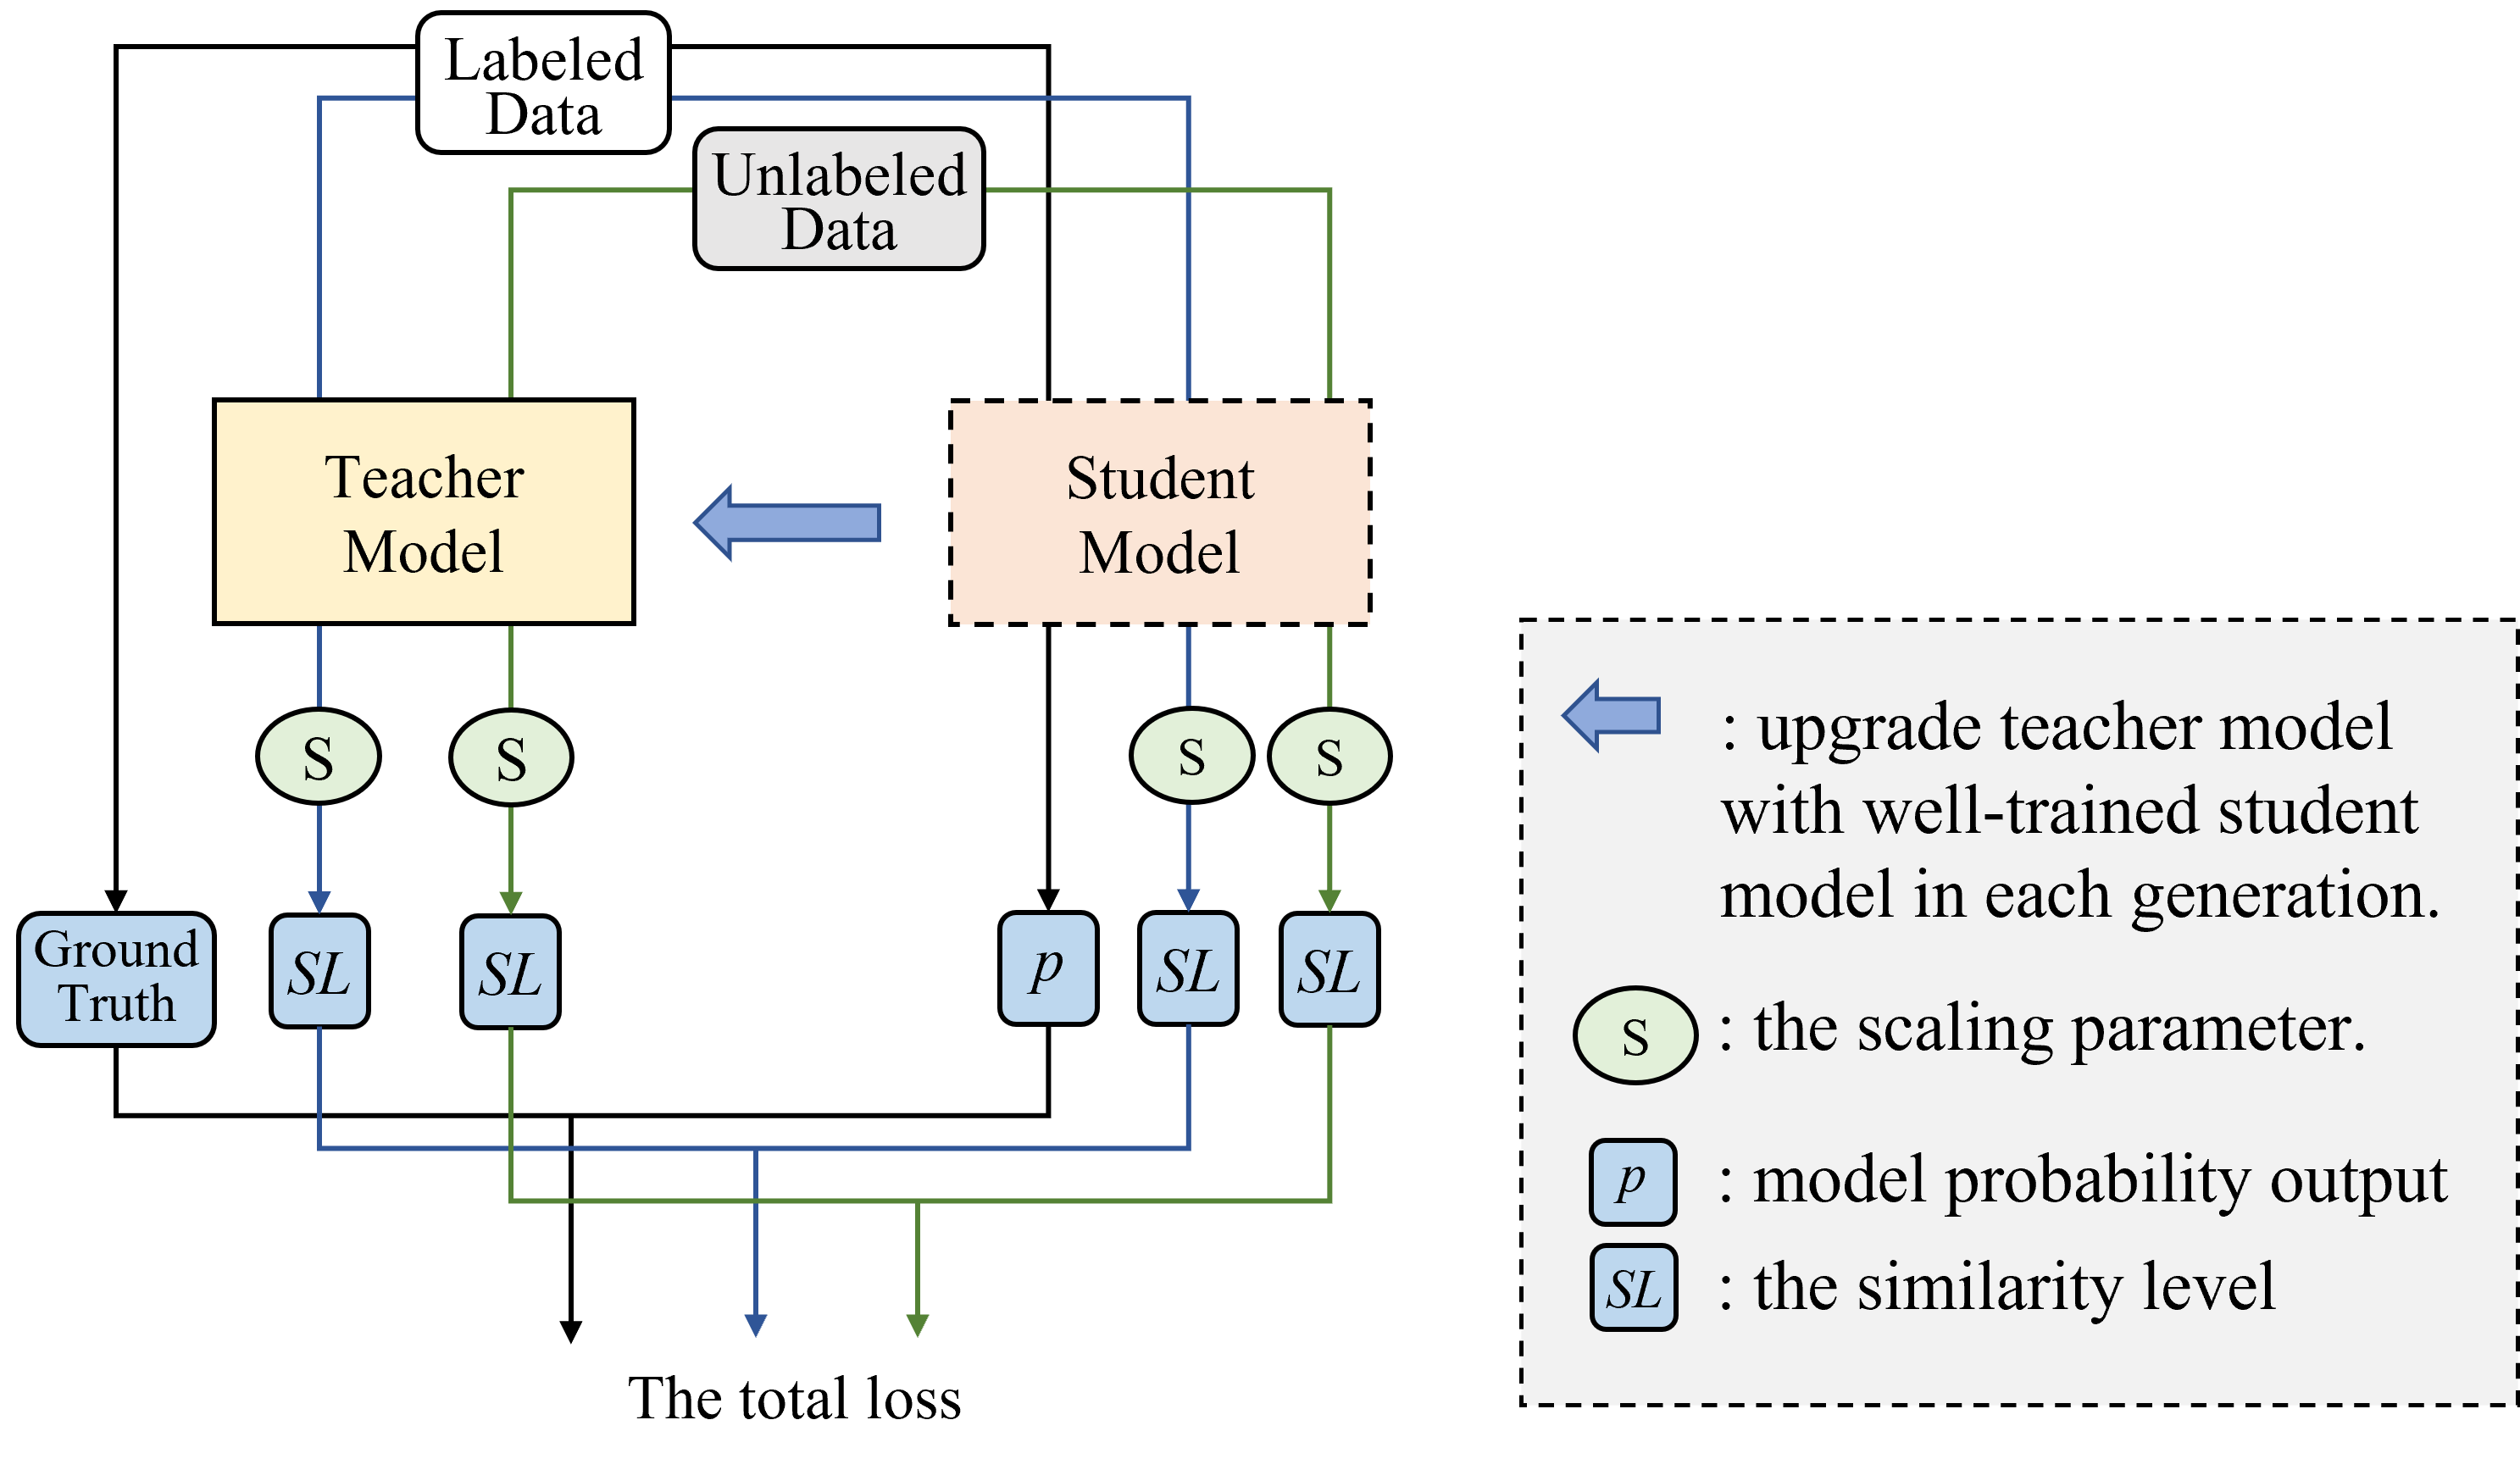 Labeled
Data
Unlabeled
Data
Teacher
Model
Student
Model
S
S
S
S
Ground
Truth
SL
SL
p
SL
SL
The total loss
: upgrade teacher model
with well-trained student
model in each generation.
S : the scaling parameter.
p : model probability output
SL : the similarity level